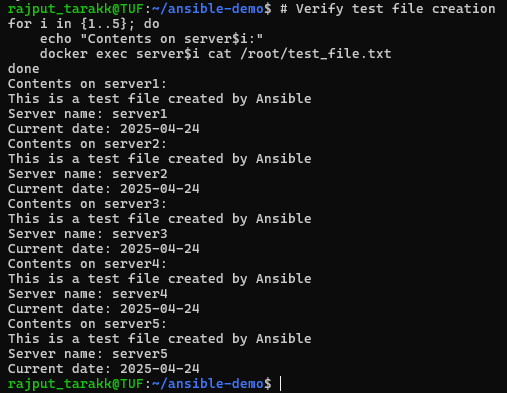 rajput_tarakk@TUF:~/ansible-demo$ # Verify test file creation
for i in {1..5}; do
    echo "Contents on server$i:"
    docker exec server$i cat /root/test_file.txt
done
Contents on server1:
This is a test file created by Ansible
Server name: server1
Current date: 2025-04-24
Contents on server2:
This is a test file created by Ansible
Server name: server2
Current date: 2025-04-24
Contents on server3:
This is a test file created by Ansible
Server name: server3
Current date: 2025-04-24
Contents on server4:
This is a test file created by Ansible
Server name: server4
Current date: 2025-04-24
Contents on server5:
This is a test file created by Ansible
Server name: server5
Current date: 2025-04-24
rajput_tarakk@TUF:~/ansible-demo$